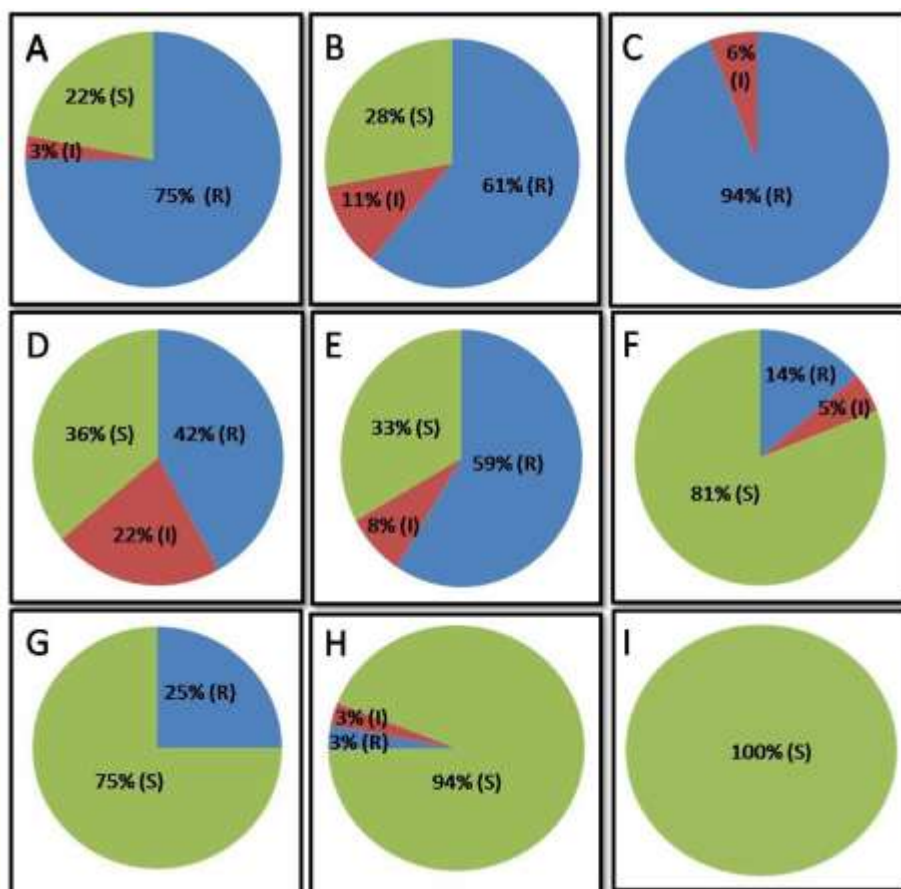 A
22% (S)
3% (I)
75% (R)
B
28% (S)
11% (I)
61% (R)
C
6%
(I)
94% (R)
D
36% (S)
42% (R)
22% (I)
E
33% (S)
59% (R)
8% (I)
F
14% (R)
5% (I)
81% (S)
G
25% (R)
75% (S)
H
3% (I)
3% (R)
94% (S)
I
100% (S)